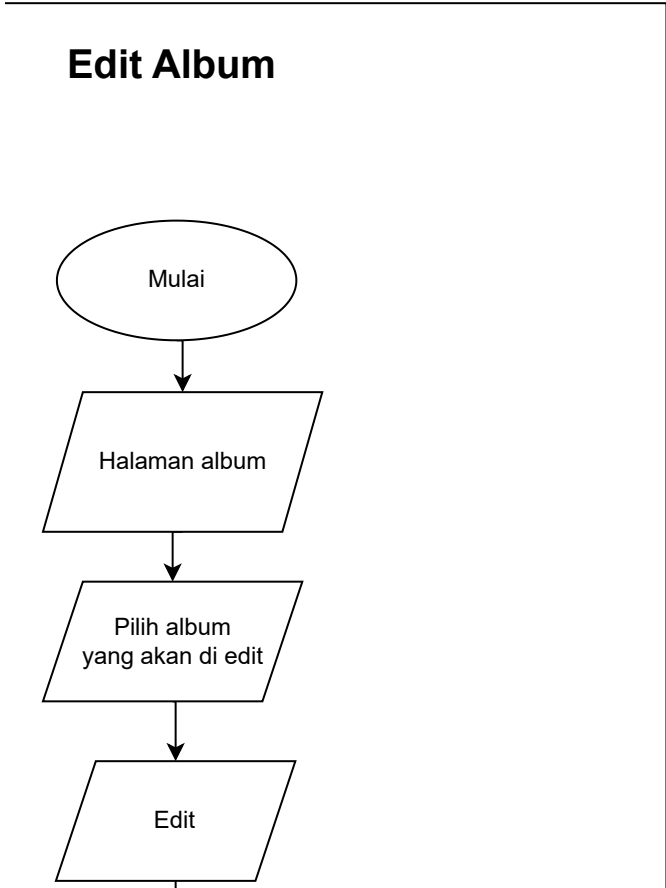 Edit Album
Mulai
Halaman album
Pilih album
yang akan di edit
Edit